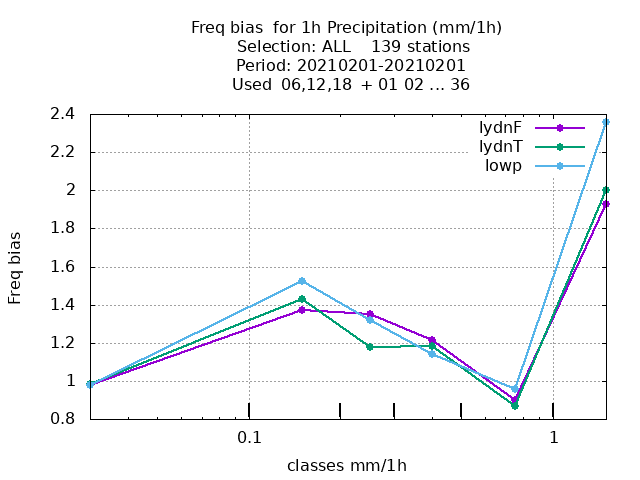 Freq bias  for 1h Precipitation (mm/1h)
Selection: ALL    139 stations
Period: 20210201-20210201
Used  06,12,18  + 01 02 ... 36
lydnF
lydnT
lowp
2.4
2.2
2
1.8
1.6
1.4
1.2
1
0.8
Freq bias
0.1
1
classes mm/1h